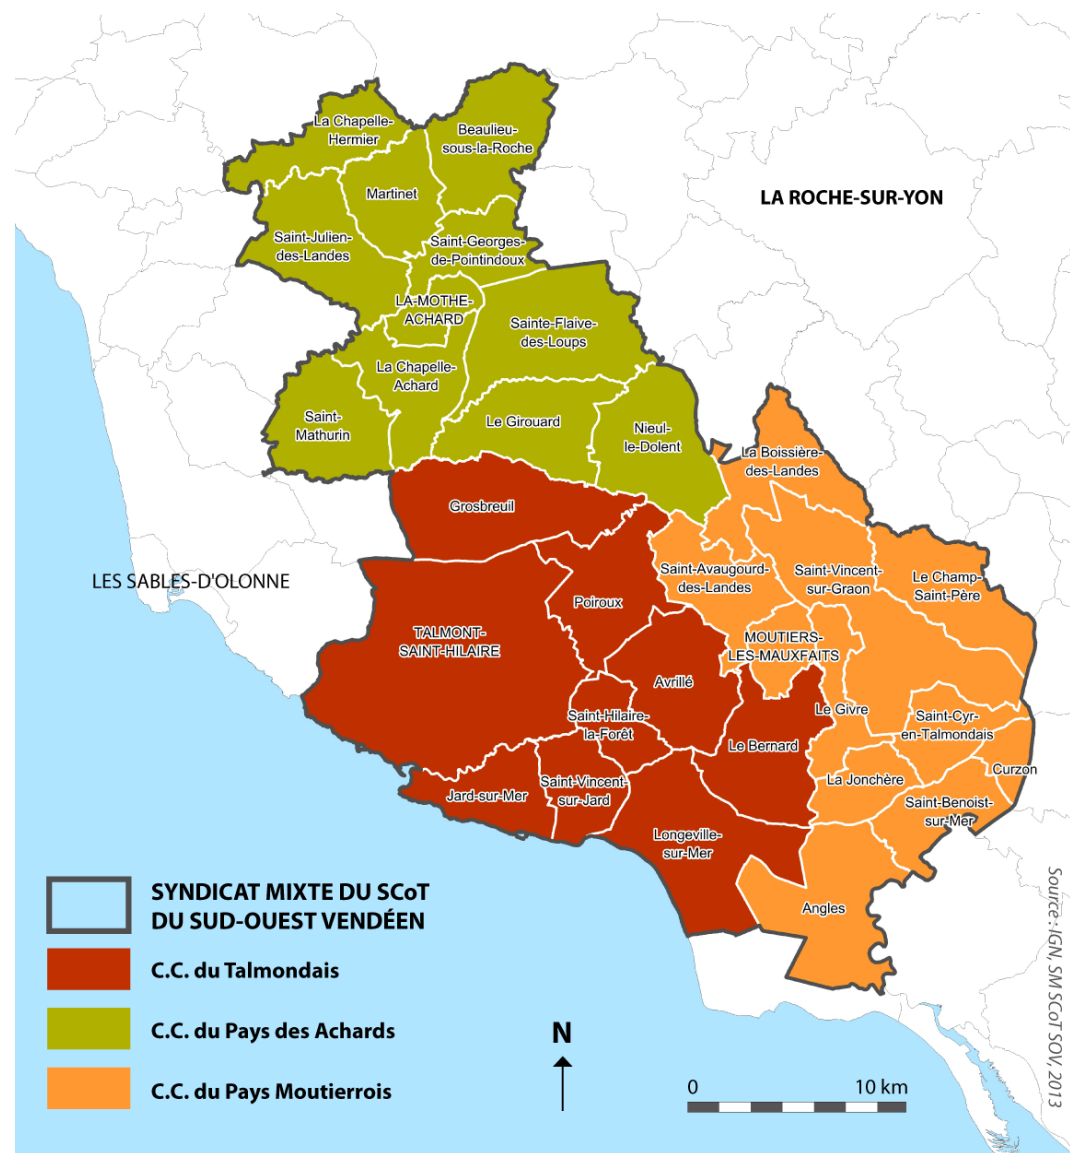 La Chapelle-
Hermier
Beaulieu-
sous-la-Roche
Martinet
LA ROCHE-SUR-YON
Saint-Julien-
des-Landes
Saint-Georges-
de-Pointindoux
LA-MOTHE-
ACHARD
Sainte-Flaive-
des-Loups
La Chapelle-
Achard
Saint-
Mathurin
Le Girouard
Nieul-
le-Dolent
La Boissière-
des-Landes
Grosbreuil
LES SABLES-D'OLONNE
Saint-Avaugourd-
des-Landes
Saint-Vincent-
sur-Graon
Le Champ-
Saint-Père
Poiroux
TALMONT-
SAINT-HILAIRE
MOUTIERS-
LES-MAUXFAITS
Avrillé
Saint-Hilaire-
la-Forêt
Le Givre
Saint-Cyr-
en-Talmondais
Le Bernard
Curzon
La Jonchère
Jard-sur-Mer
Saint-Vincent-
sur-Jard
Saint-Benoist-
sur-Mer
Longeville-
sur-Mer
Angles
SYNDICAT MIXTE DU SCoT
DU SUD-OUEST VENDÉEN
C.C. du Talmondais
C.C. du Pays des Achards
C.C. du Pays Moutierrois
N
0 10 km
Source: IGN, SM SCoT SOV, 2013